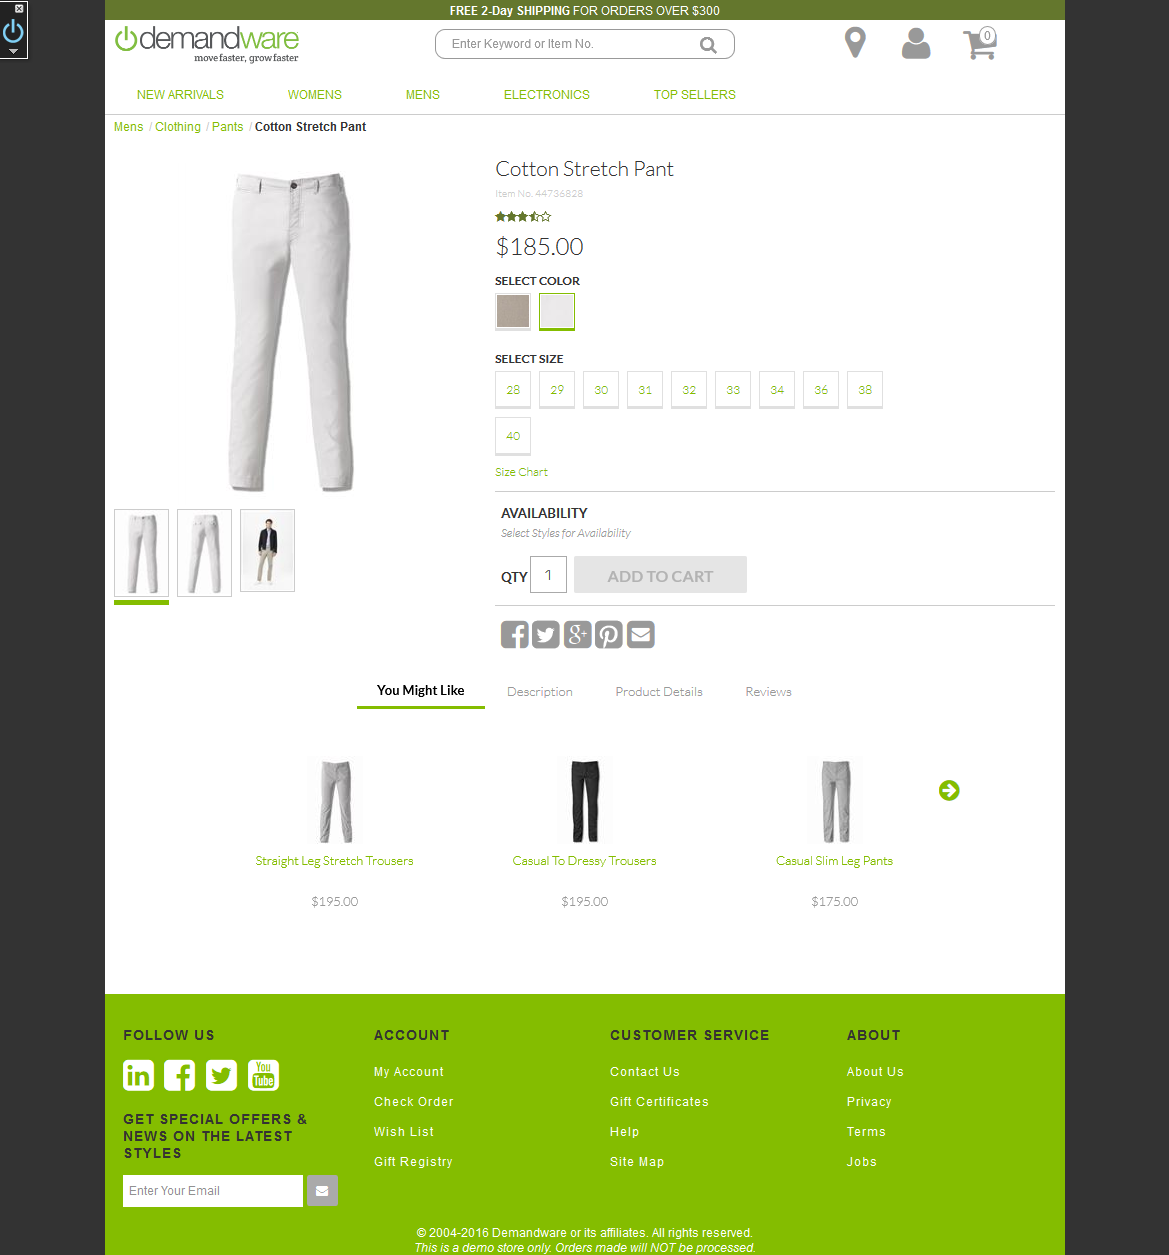 FREE 2-Day SHIPPING FOR ORDERS OVER $300
demandware
move faster, grow faster
Enter Keyword or Item No.
0
NEW ARRIVALS WOMENS MENS ELECTRONICS TOP SELLERS
Mens / Clothing / Pants / Cotton Stretch Pant
Cotton Stretch Pant
Item No. 44736828
$185.00
SELECT COLOR
SELECT SIZE
28 29 30 31 32 33 34 36 38
40
Size Chart
AVAILABILITY
Select Styles for Availability
QTY 1 ADD TO CART
g+
You Might Like Description Product Details Reviews
Straight Leg Stretch Trousers Casual To Dressy Trousers Casual Slim Leg Pants
$195.00 $195.00 $175.00
FOLLOW US
in f You Tube
GET SPECIAL OFFERS &
NEWS ON THE LATEST
STYLES
Enter Your Email
ACCOUNT
My Account
Check Order
Wish List
Gift Registry
CUSTOMER SERVICE
Contact Us
Gift Certificates
Help
Site Map
ABOUT
About Us
Privacy
Terms
Jobs
© 2004-2016 Demandware or its affiliates. All rights reserved.
This is a demo store only. Orders made will NOT be processed.